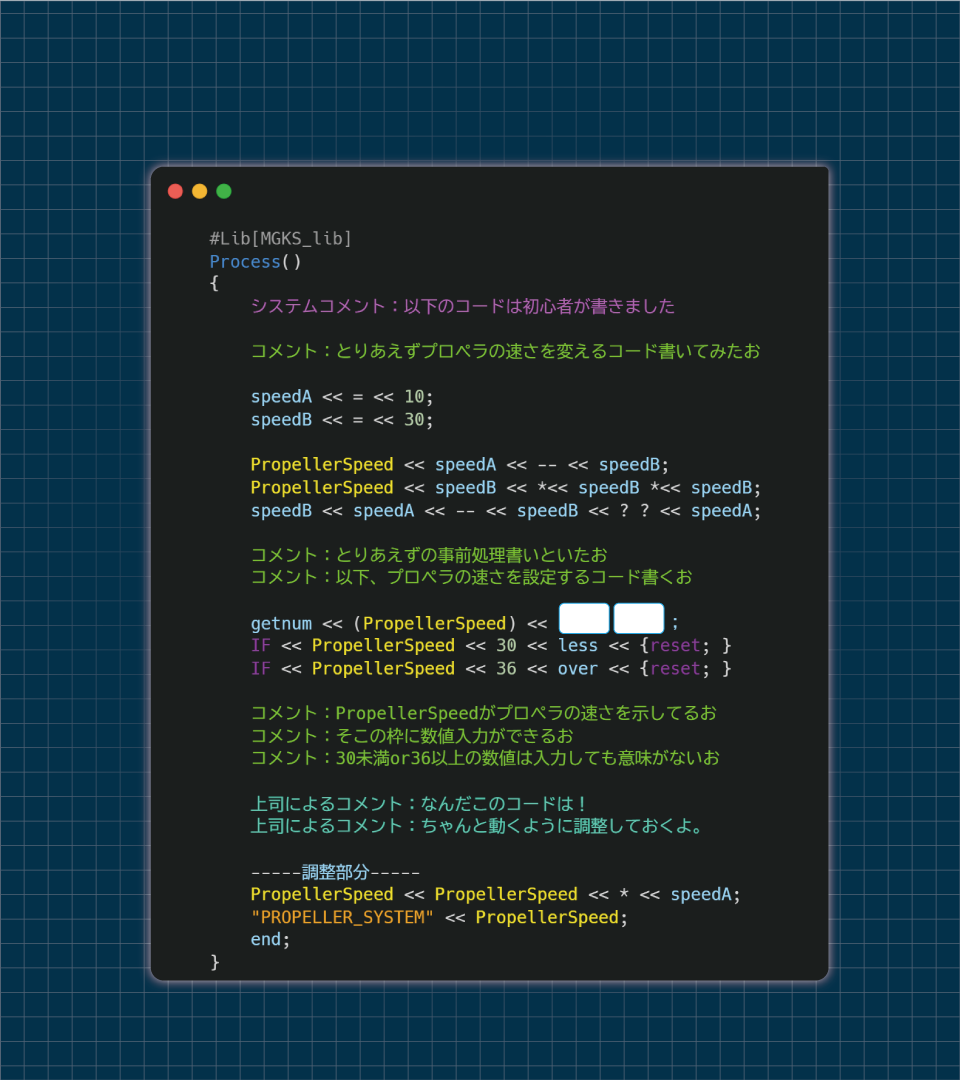 #Lib[MGKS_lib]
Process()
{
システムコメント：以下のコードは初心者が書きました
コメント：とりあえずプロペラの速さを変えるコード書いてみたお
speedA << = << 10;
speedB << = << 30;
PropellerSpeed << speedA << -- << speedB;
PropellerSpeed << speedB << *<< speedB *<< speedB;
speedB << speedA << -- << speedB << ? ? << speedA;
コメント：とりあえずの事前処理書いといたお
コメント：以下、プロペラの速さを設定するコード書くお
getnum << (PropellerSpeed) << ;
IF << PropellerSpeed << 30 << less << {reset; }
IF << PropellerSpeed << 36 << over << {reset; }
コメント：PropellerSpeedがプロペラの速さを示してるお
コメント：そこの枠に数値入力ができるお
コメント：30未満or36以上の数値は入力しても意味がないお
上司によるコメント：なんだこのコードは！
上司によるコメント：ちゃんと動くように調整しておくよ。
-----調整部分-----
PropellerSpeed << PropellerSpeed << * << speedA;
"PROPELLER_SYSTEM" << PropellerSpeed;
end;
}